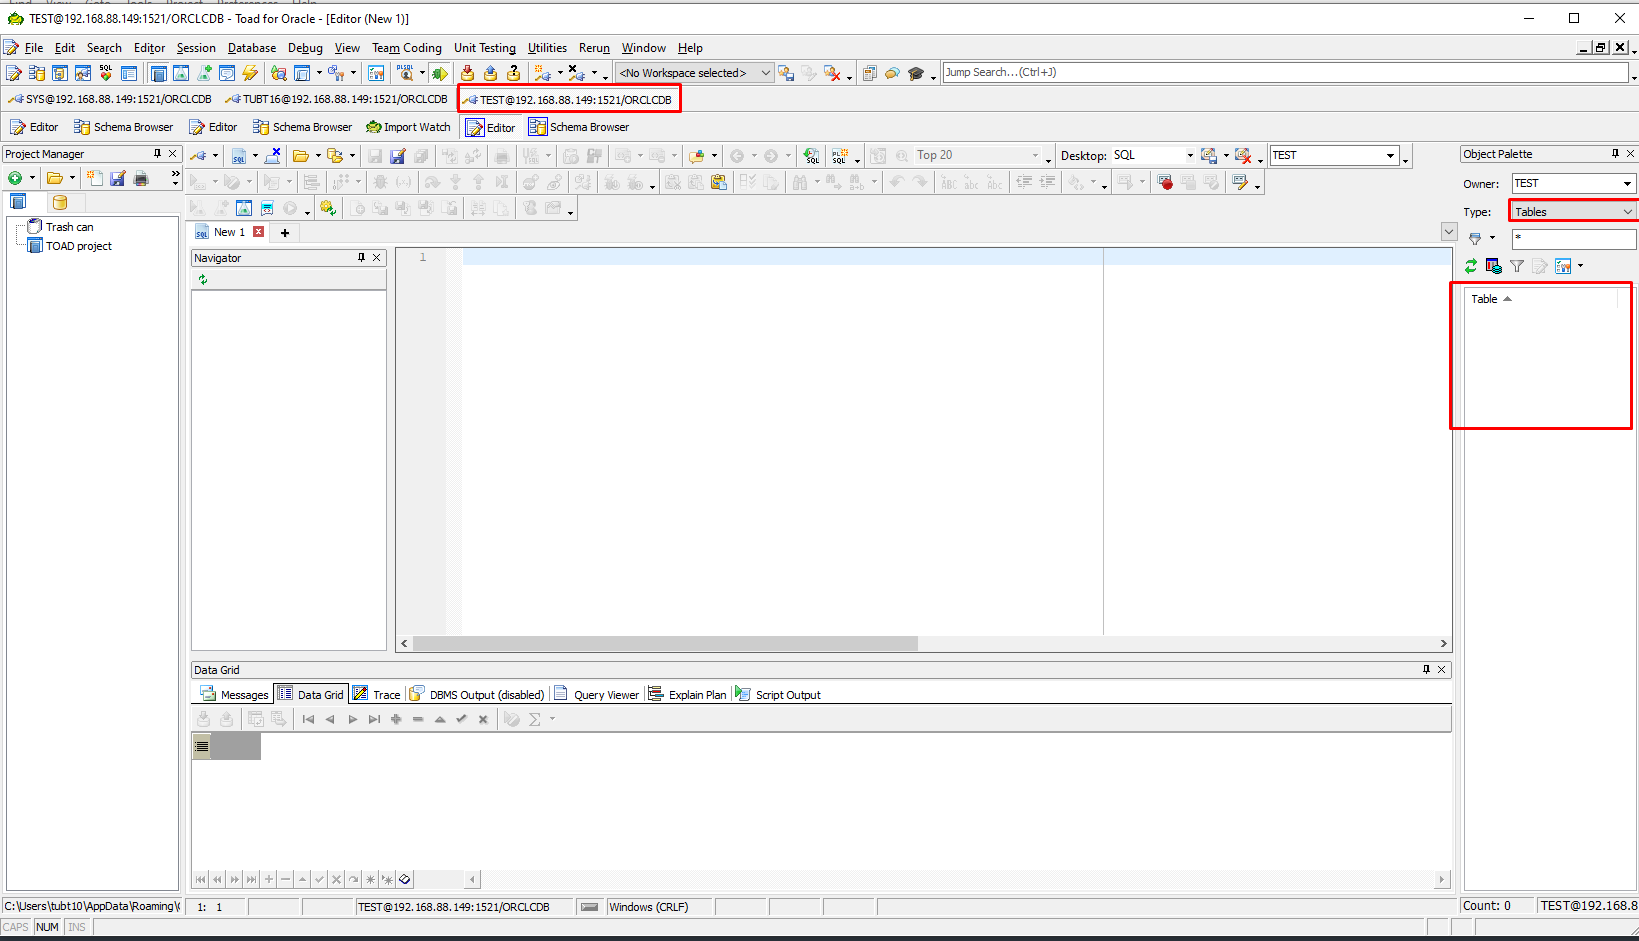 TEST@192.168.88.149:1521/ORCLCDB - Toad for Oracle - [Editor (New 1)]
File Edit Search Editor Session Database Debug View Team Coding Unit Testing Utilities Rerun Window Help
SQL
<No Workspace selected>
Jump Search...(Ctrl+J)
SYS@192.168.88.149:1521/ORCLCDB TUBT16@192.168.88.149:1521/ORCLCDB TEST@192.168.88.149:1521/ORCLCDB
Editor Schema Browser Editor Schema Browser Import Watch Editor Schema Browser
Project Manager
Top 20 Desktop: SQL TEST
Object Palette
Owner: TEST
Type: Tables
*
Trash can
TOAD project
New 1
Navigator
1
Table
Data Grid
Messages Data Grid Trace DBMS Output (disabled) Query Viewer Explain Plan Script Output
C:\Users\tubt10\AppData\Roaming\ 1: 1 TEST@192.168.88.149:1521/ORCLCDB Windows (CRLF) Count: 0 TEST@192.168.8
CAPS NUM INS